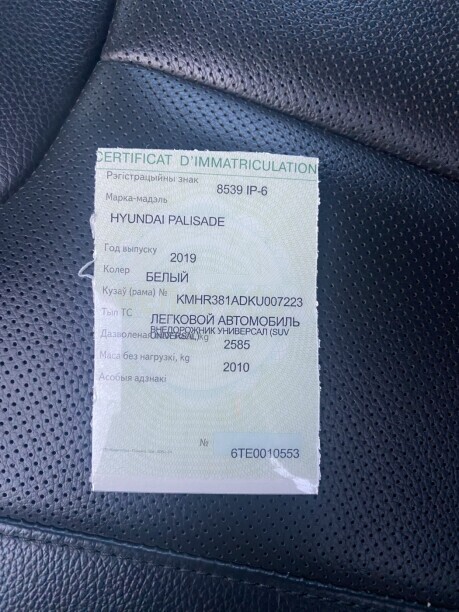 CERTIFICAT D'IMMATRICULATION
Рэгістрацыйны знак
8539 IP-6
Марка-мадэль
HYUNDAI PALISADE
Год выпуску
2019
Колер
БЕЛЫЙ
Кузаў (рама) №
KMHR381ADKU007223
Тып ТС
ЛЕГКОВОЙ АВТОМОБИЛЬ
ВНЕДОРОЖНИК УНИВЕРСАЛ (SUV
UNIVERSAL)
Дазволеная kg
2585
Маса без нагрузкі, kg
2010
Асобыя адзнакі
№
6TE0010553